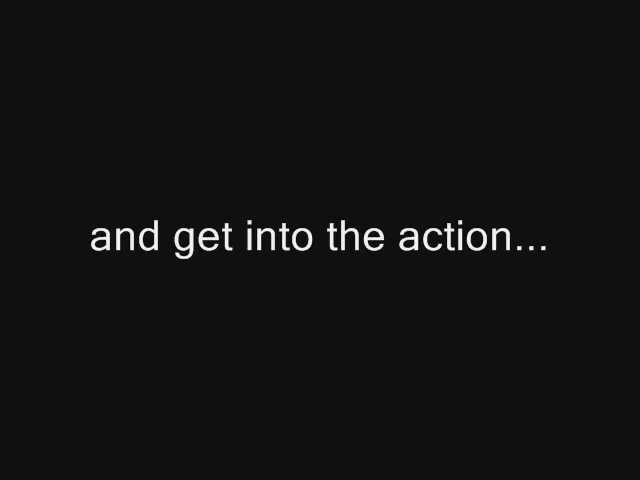 and get into the action...